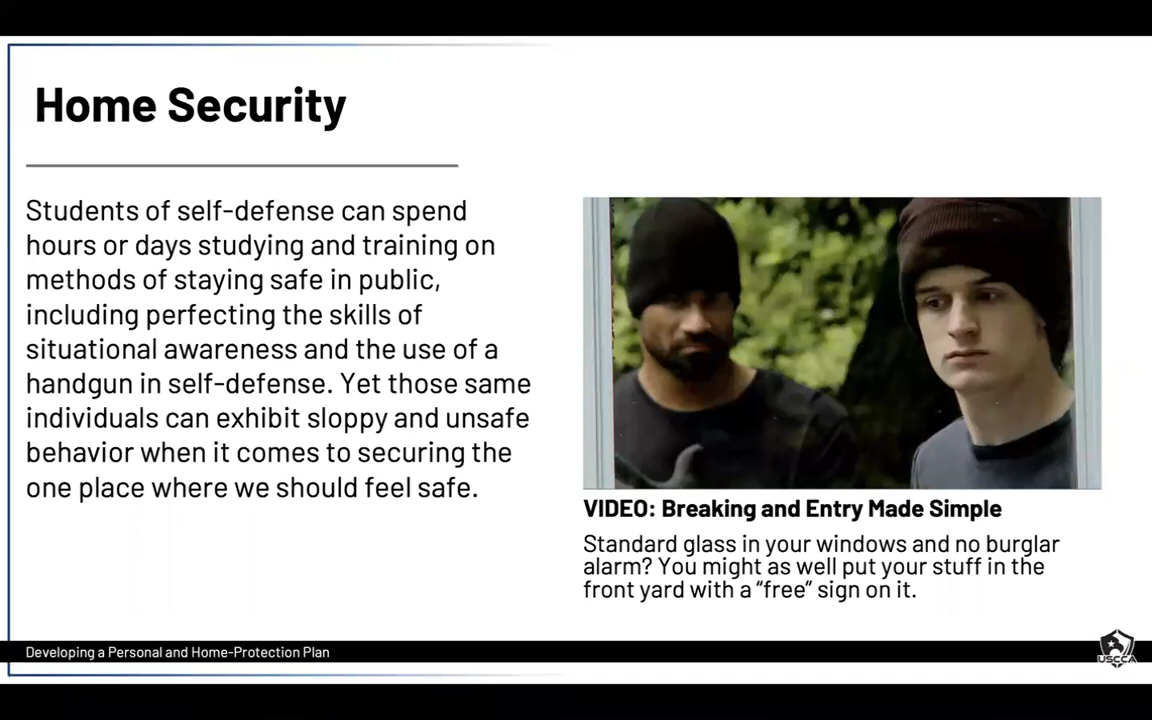 Home Security
Students of self-defense can spend
hours or days studying and training on
methods of staying safe in public,
including perfecting the skills of
situational awareness and the use of a
handgun in self-defense. Yet those same
individuals can exhibit sloppy and unsafe
behavior when it comes to securing the
one place where we should feel safe.
VIDEO: Breaking and Entry Made Simple
Standard glass in your windows and no burglar
alarm? You might as well put your stuff in the
front yard with a “free” sign on it.
Developing a Personal and Home-Protection Plan
USCCA